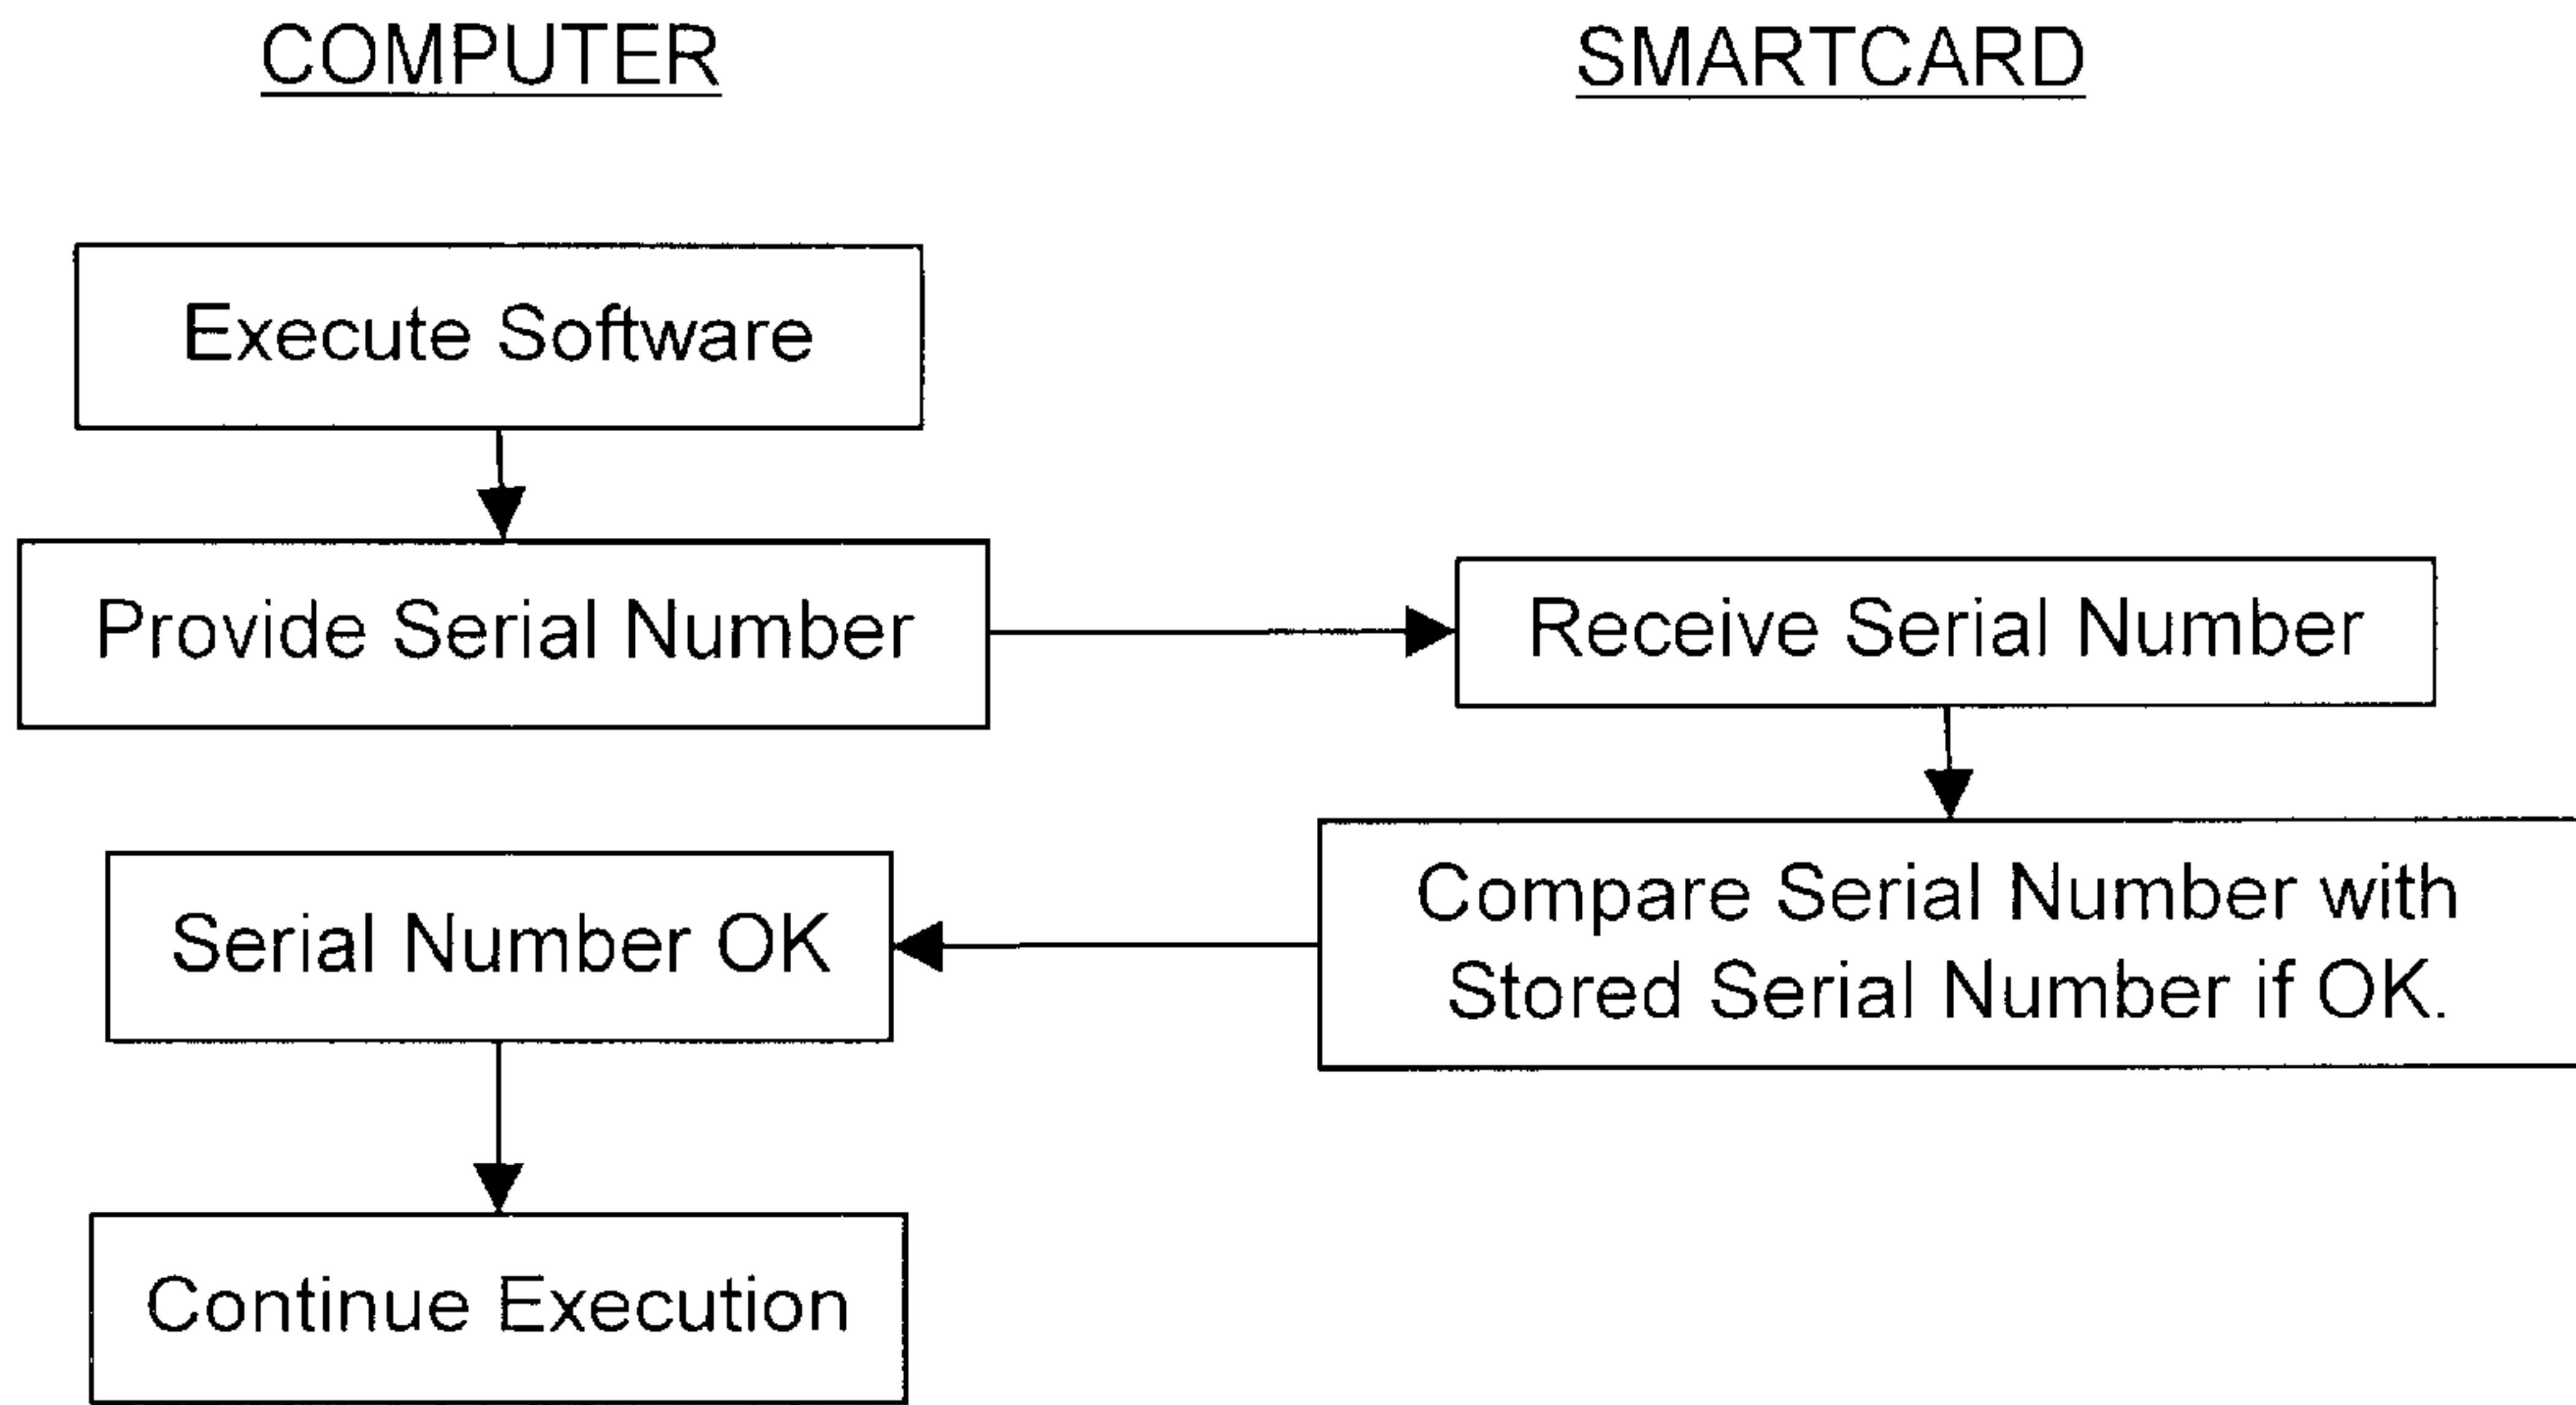 COMPUTER
SMARTCARD
Execute Software
Provide Serial Number
Receive Serial Number
Compare Serial Number with
Stored Serial Number if OK.
Serial Number OK
Continue Execution